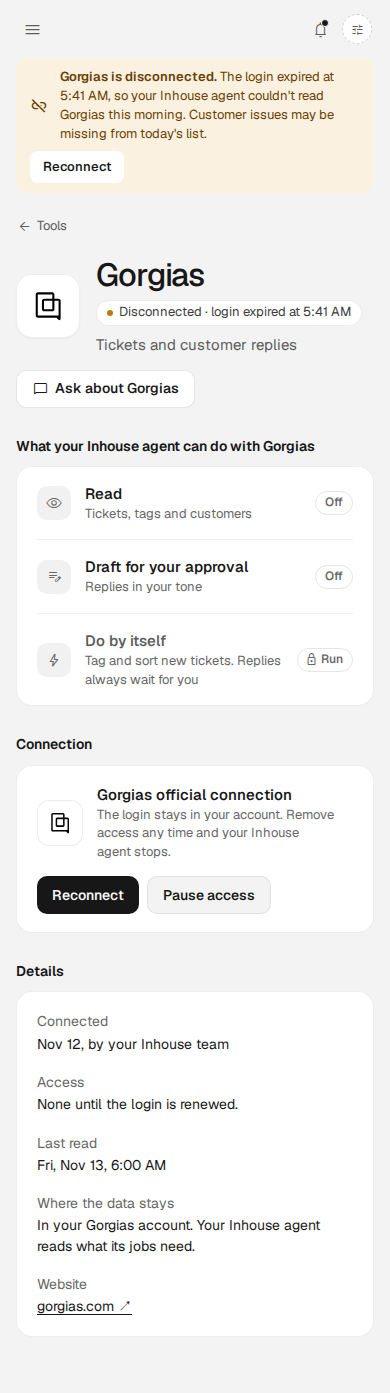 Gorgias is disconnected. The login expired at
5:41 AM, so your Inhouse agent couldn't read
Gorgias this morning. Customer issues may be
missing from today's list.
Reconnect
← Tools
Gorgias
Disconnected · login expired at 5:41 AM
Tickets and customer replies
Ask about Gorgias
What your Inhouse agent can do with Gorgias
Read
Off
Tickets, tags and customers
Draft for your approval
Off
Replies in your tone
Do by itself
Run
Tag and sort new tickets. Replies
always wait for you
Connection
Gorgias official connection
The login stays in your account. Remove
access any time and your Inhouse
agent stops.
Reconnect
Pause access
Details
Connected
Nov 12, by your Inhouse team
Access
None until the login is renewed.
Last read
Fri, Nov 13, 6:00 AM
Where the data stays
In your Gorgias account. Your Inhouse agent
reads what its jobs need.
Website
gorgias.com ↗